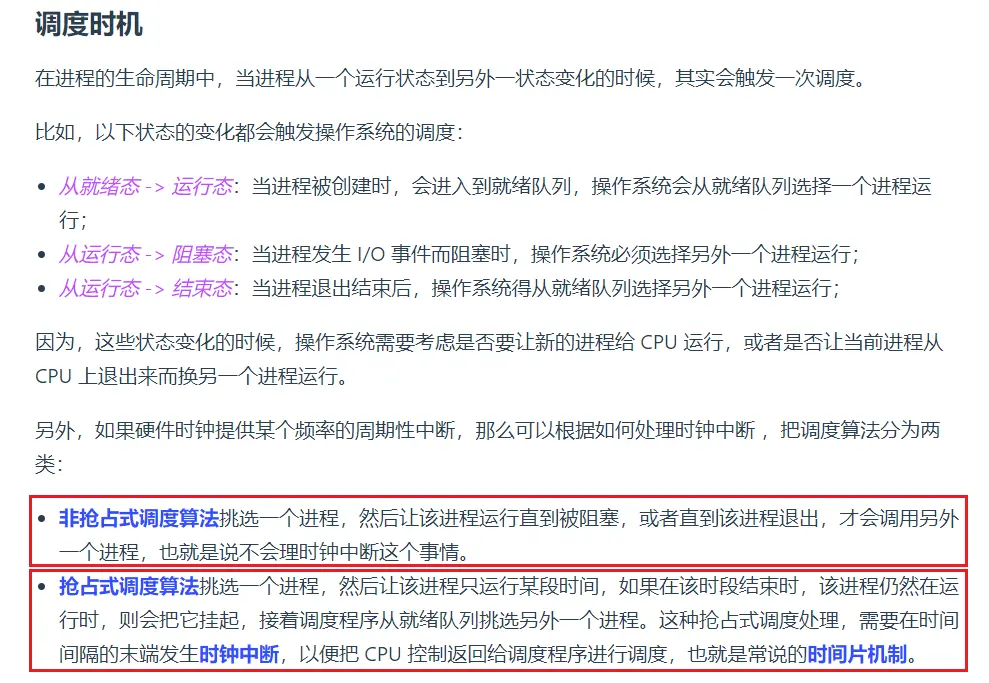 调度时机
在进程的生命周期中，当进程从一个运行状态到另外一状态变化的时候，其实会触发一次调度。
比如，以下状态的变化都会触发操作系统的调度：
• 从就绪态 -> 运行态：当进程被创建时，会进入到就绪队列，操作系统会从就绪队列选择一个进程运
行；
• 从运行态 -> 阻塞态：当进程发生 I/O 事件而阻塞时，操作系统必须选择另外一个进程运行；
• 从运行态 -> 结束态：当进程退出结束后，操作系统得从就绪队列选择另外一个进程运行；
因为，这些状态变化的时候，操作系统需要考虑是否要让新的进程给 CPU 运行，或者是否让当前进程从
CPU 上退出来而换另一个进程运行。
另外，如果硬件时钟提供某个频率的周期性中断，那么可以根据如何处理时钟中断 ，把调度算法分为两
类：
• 非抢占式调度算法挑选一个进程，然后让该进程运行直到被阻塞，或者直到该进程退出，才会调用另外
一个进程，也就是说不会理时钟中断这个事情。
• 抢占式调度算法挑选一个进程，然后让该进程只运行某段时间，如果在该时段结束时，该进程仍然在运
行时，则会把它挂起，接着调度程序从就绪队列挑选另外一个进程。这种抢占式调度处理，需要在时间
间隔的末端发生时钟中断，以便把 CPU 控制返回给调度程序进行调度，也就是常说的时间片机制。